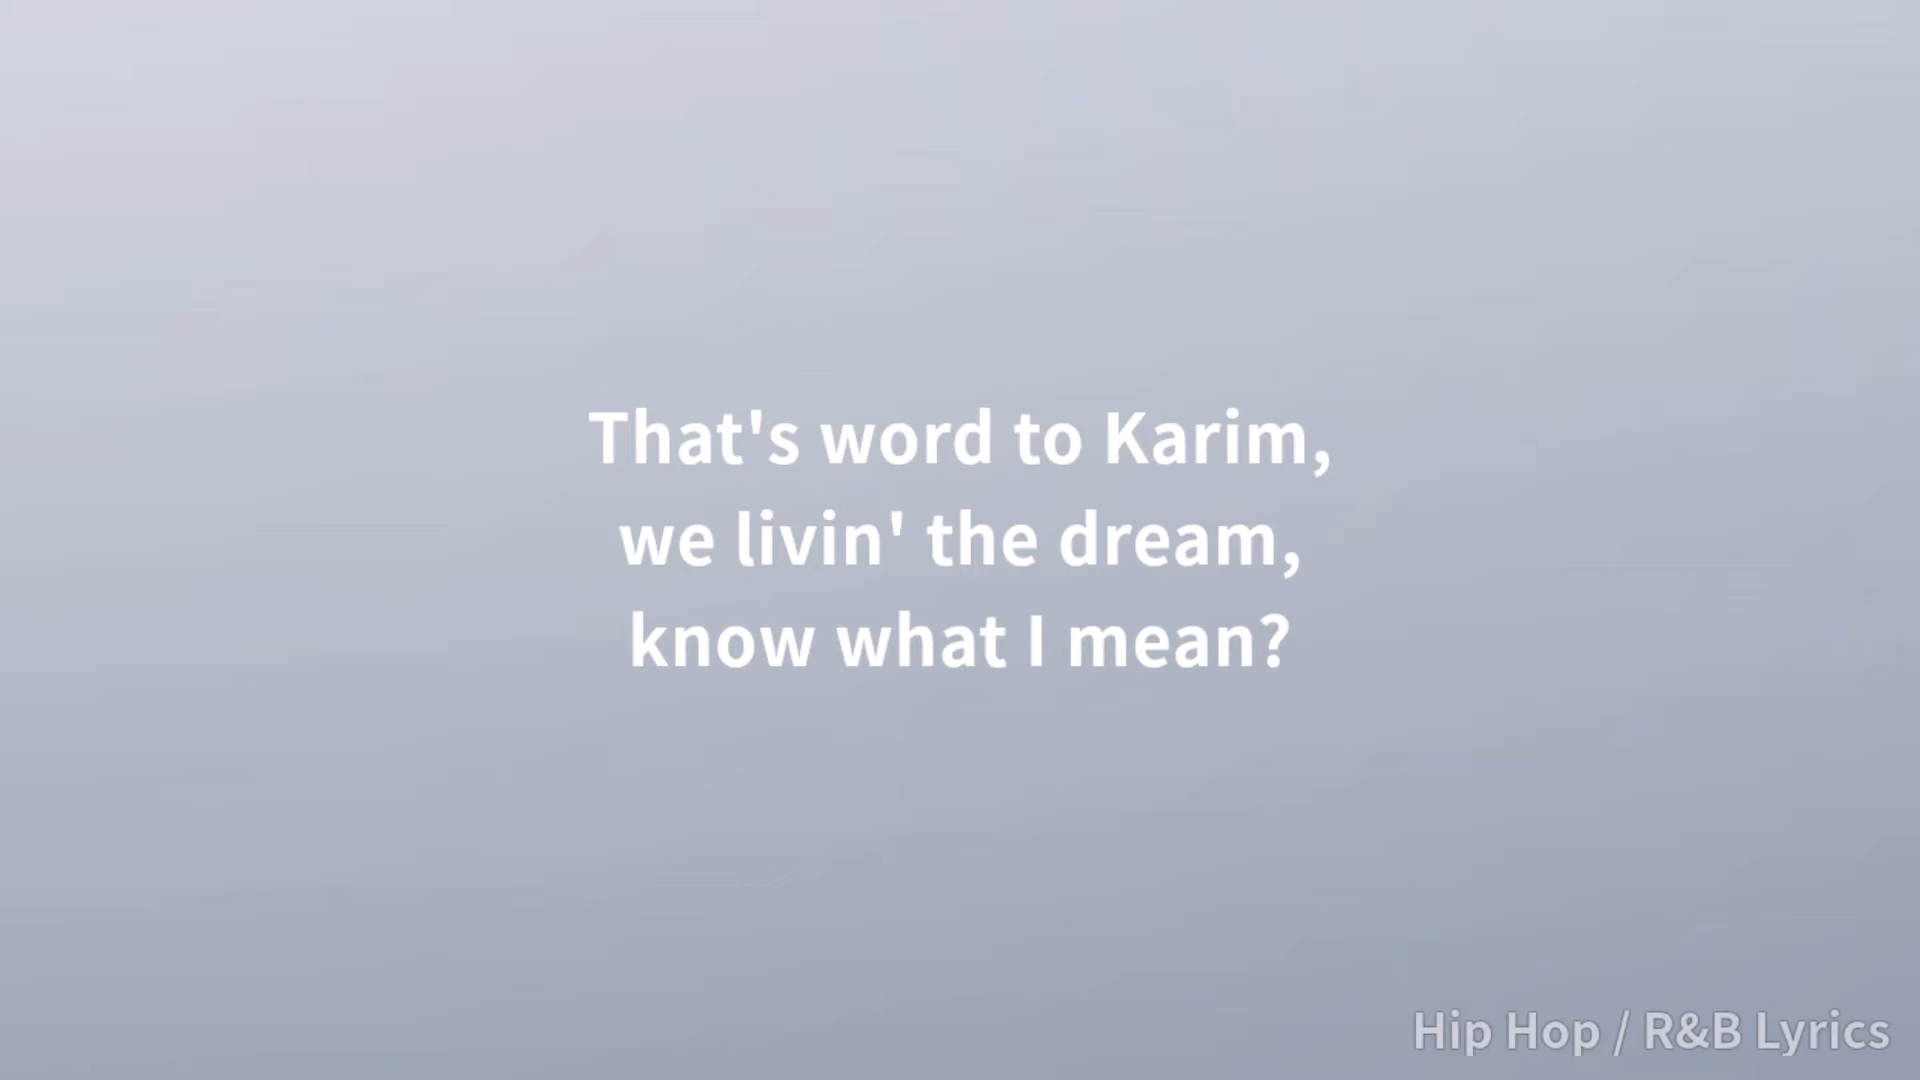 That's word to Karim,
we livin' the dream,
know what I mean?
Hip Hop / R&B Lyrics